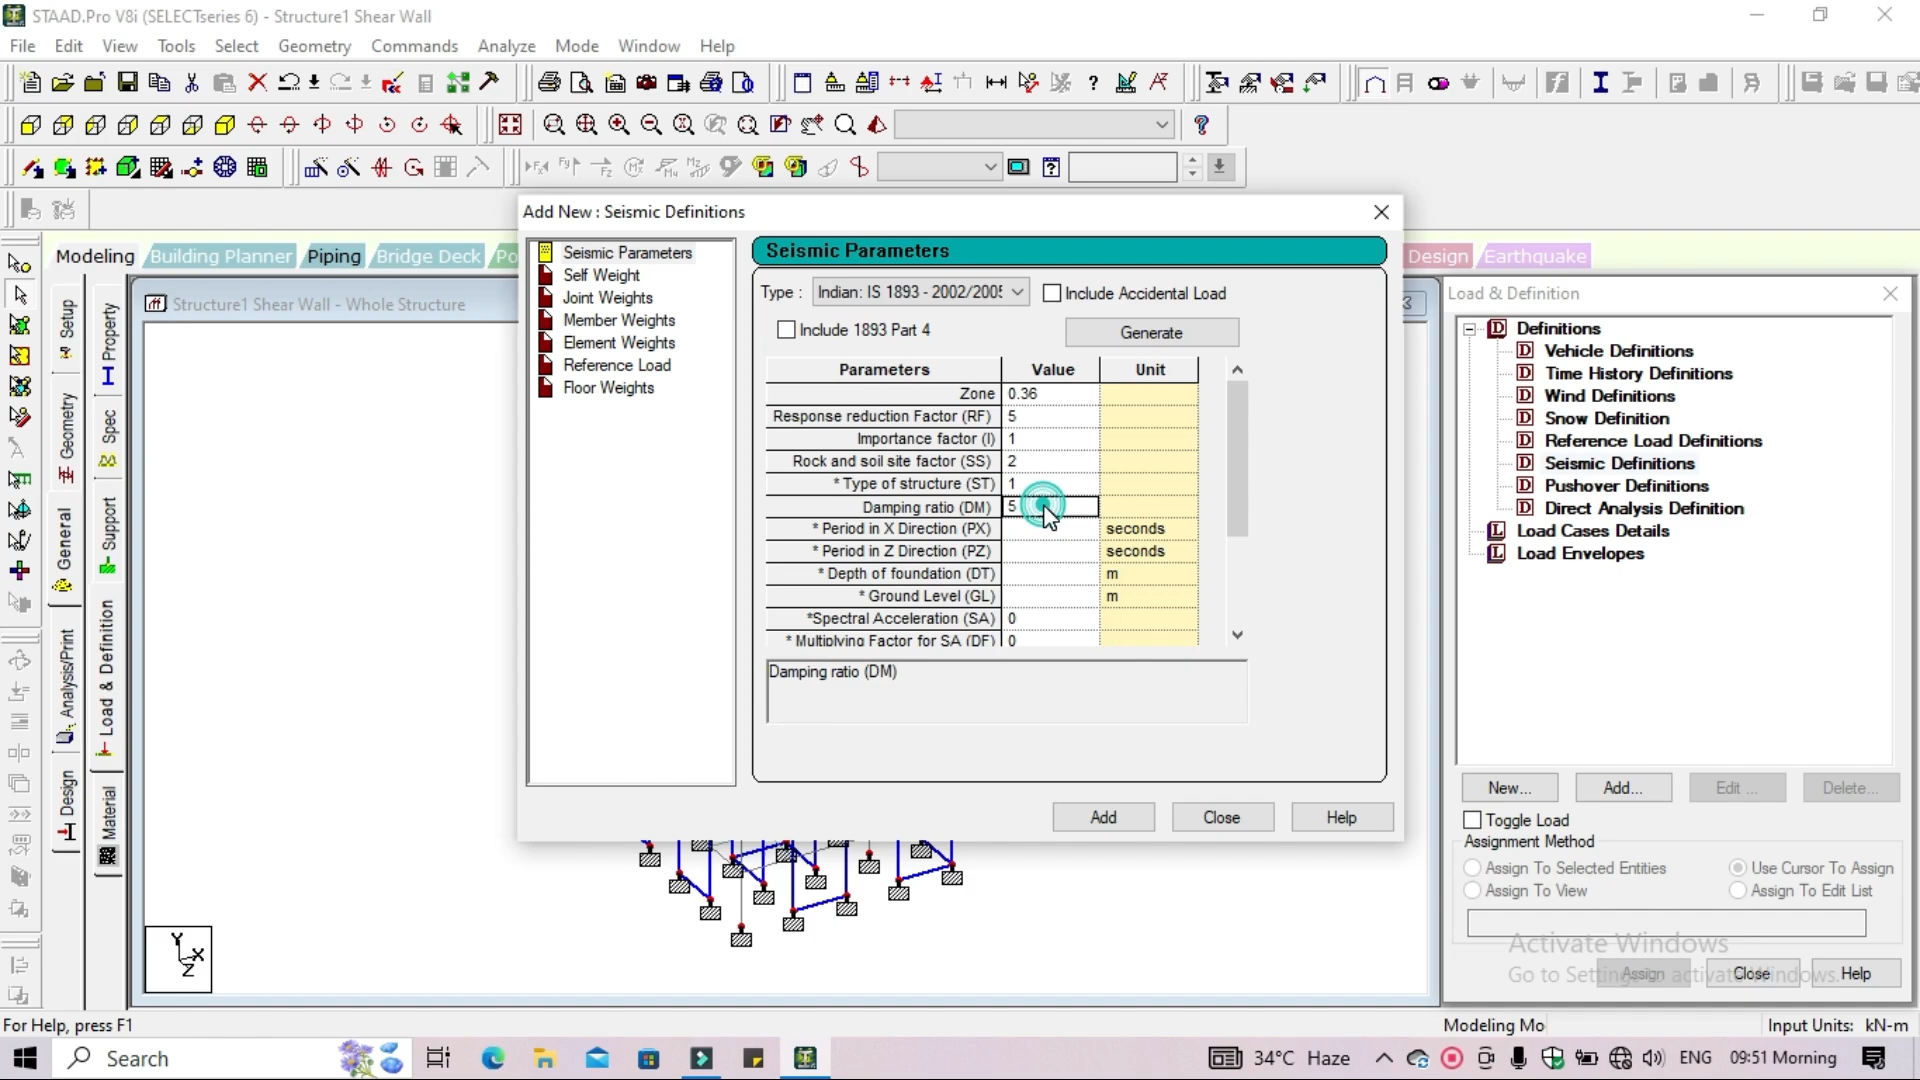 STAAD.Pro V8i (SELECTseries 6) - Structure1 Shear Wall
File Edit View Tools Select Geometry Commands Analyze Mode Window Help
Add New : Seismic Definitions
Modeling Building Planner Piping Bridge Deck Po
Design Earthquake
Structure1 Shear Wall - Whole Structure
Setup
Geometry
General
Analysis/Print
Design
Property
Spec
Support
Load & Definition
Material
Seismic Parameters
Self Weight
Joint Weights
Member Weights
Element Weights
Reference Load
Floor Weights
Seismic Parameters
Type : Indian: IS 1893 - 2002/2005 Include Accidental Load
Include 1893 Part 4 Generate
Parameters Value Unit
Zone 0.36
Response reduction Factor (RF) 5
Importance factor (I) 1
Rock and soil site factor (SS) 2
* Type of structure (ST) 1
Damping ratio (DM) 5
* Period in X Direction (PX) seconds
* Period in Z Direction (PZ) seconds
* Depth of foundation (DT) m
* Ground Level (GL) m
*Spectral Acceleration (SA) 0
* Multiplying Factor for SA (DF) 0
Damping ratio (DM)
Add Close Help
Load & Definition
Definitions
Vehicle Definitions
Time History Definitions
Wind Definitions
Snow Definition
Reference Load Definitions
Seismic Definitions
Pushover Definitions
Direct Analysis Definition
Load Cases Details
Load Envelopes
New... Add... Edit ... Delete...
Toggle Load
Assignment Method
Assign To Selected Entities Use Cursor To Assign
Assign To View Assign To Edit List
Activate Windows
Go to Settings to activate Windows.
Assign Close Help
Y
X
Z
For Help, press F1
Modeling Mo Input Units: kN-m
Search
34°C Haze ENG 09:51 Morning